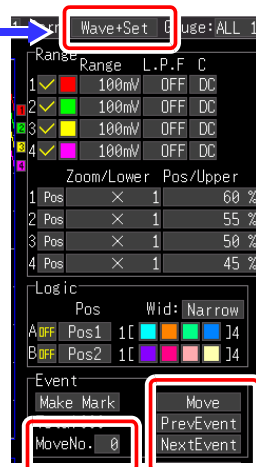 Wave+Set Gauge:ALL 1
Range
Range L.P.F C
1 100mV OFF DC
2 100mV OFF DC
3 100mV OFF DC
4 100mV OFF DC
Zoom/Lower Pos/Upper
1 Pos × 1 60 %
2 Pos × 1 55 %
3 Pos × 1 50 %
4 Pos × 1 45 %
Logic
Pos Wid: Narrow
A OFF Pos1 1[ ]4
B OFF Pos2 1[ ]4
Event
Make Mark Move
PrevEvent
MoveNo. 0 NextEvent